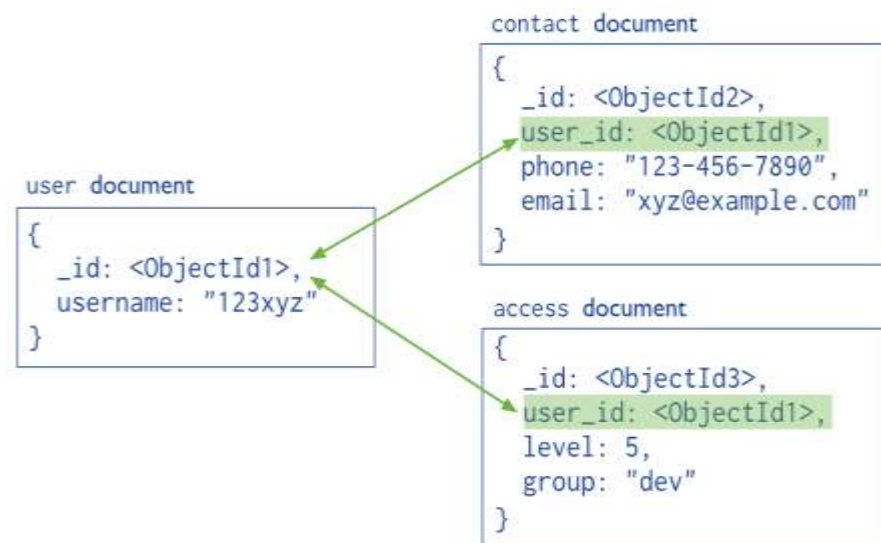 user document
{
_id: <ObjectId1>,
username: "123xyz"
}
contact document
{
_id: <ObjectId2>,
user_id: <ObjectId1>,
phone: "123-456-7890",
email: "xyz@example.com"
}
access document
{
_id: <ObjectId3>,
user_id: <ObjectId1>,
level: 5,
group: "dev"
}